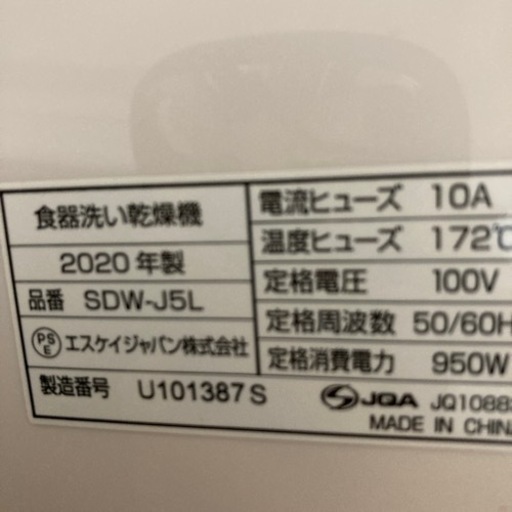 食器洗い乾燥機
2020年製
品番 SDW-J5L
PSE エスケイジャパン株式会社
製造番号 U101387S
電流ヒューズ 10A
温度ヒューズ 172℃
定格電圧 100V
定格周波数 50/60H
定格消費電力 950W
JQA JQ1088
MADE IN CHIN